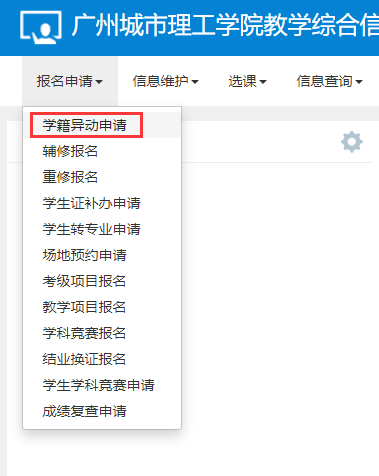 广州城市理工学院教学综合信
报名申请 信息维护 选课 信息查询
学籍异动申请
辅修报名
重修报名
学生证补办申请
学生转专业申请
场地预约申请
考级项目报名
教学项目报名
学科竞赛报名
结业换证报名
学生学科竞赛申请
成绩复查申请